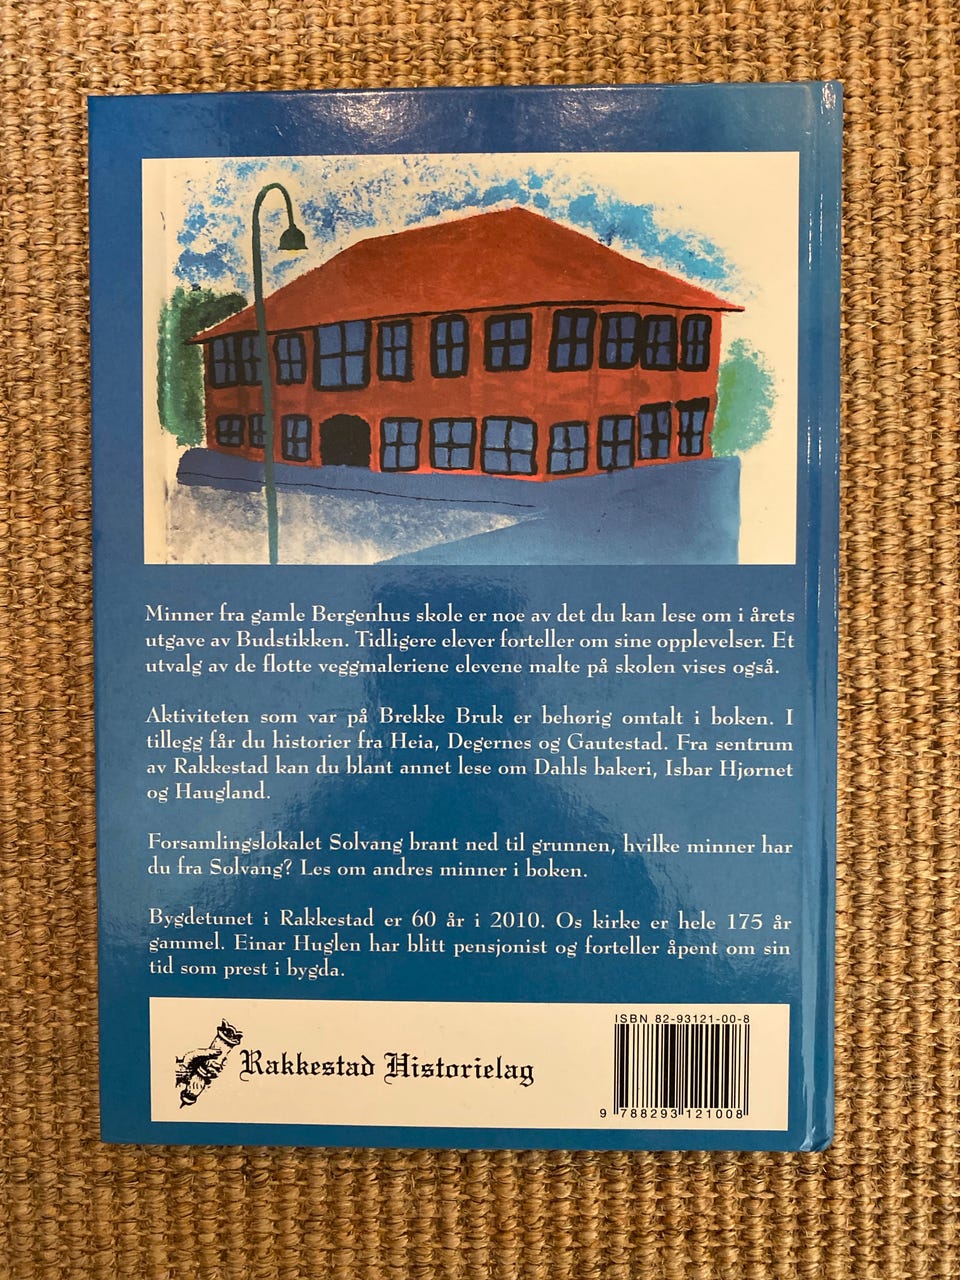 Minner fra gamle Bergenhus skole er noe av det du kan lese om i årets
utgave av Budstikken. Tidligere elever forteller om sine opplevelser. Et
utvalg av de flotte veggmaleriene elevene malte på skolen vises også.
Aktiviteten som var på Brekke Bruk er behørig omtalt i boken. I
tillegg får du historier fra Heia, Degernes og Gautestad. Fra sentrum
av Rakkestad kan du blant annet lese om Dahls bakeri, Isbar Hjørnet
og Haugland.
Forsamlingslokalet Solvang brant ned til grunnen, hvilke minner har
du fra Solvang? Les om andres minner i boken.
Bygdetunet i Rakkestad er 60 år i 2010. Os kirke er hele 175 år
gammel. Einar Huglen har blitt pensjonist og forteller åpent om sin
tid som prest i bygda.
Rakkestad Historielag
ISBN 82-93121-00-8
9 788293 121008